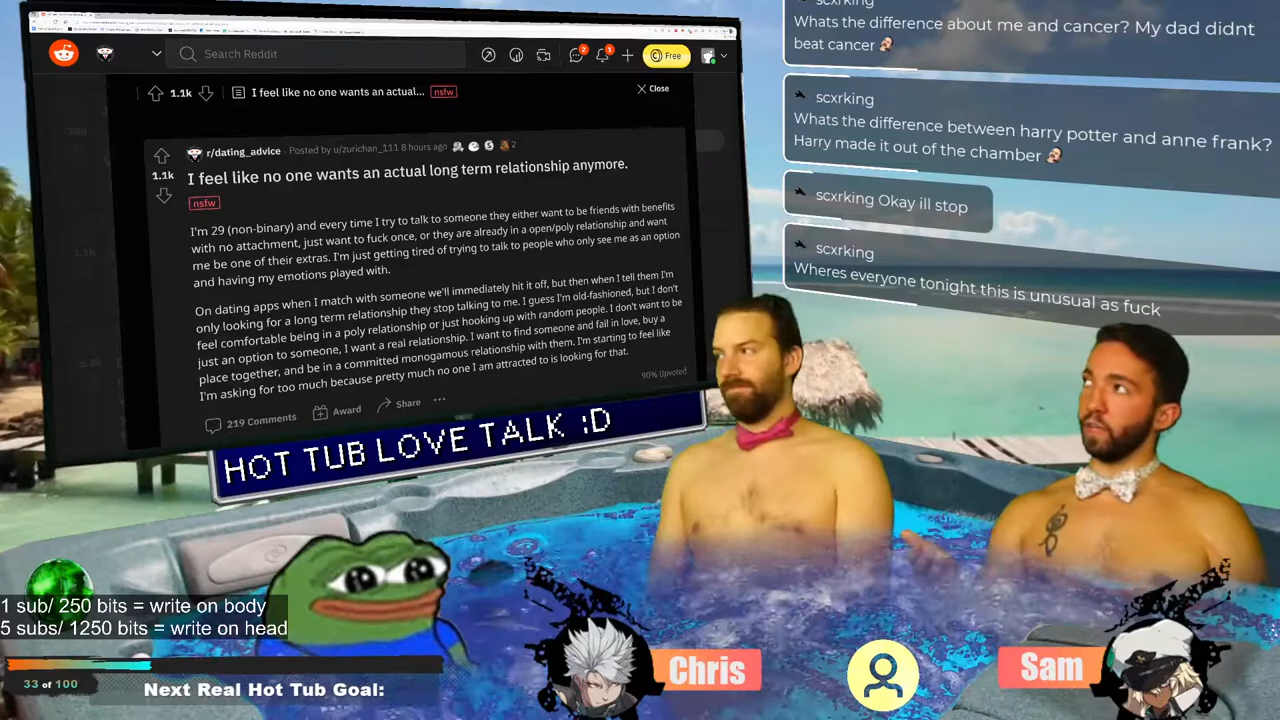 Search Reddit
2
1
Free
1.1k
I feel like no one wants an actual...
nsfw
Close
r/dating_advice · Posted by u/zurichan_111 8 hours ago
2
1.1k
I feel like no one wants an actual long term relationship anymore.
nsfw
I'm 29 (non-binary) and every time I try to talk to someone they either want to be friends with benefits
with no attachment, just want to fuck once, or they are already in a open/poly relationship and want
me be one of their extras. I'm just getting tired of trying to talk to people who only see me as an option
and having my emotions played with.
On dating apps when I match with someone we'll immediately hit it off, but then when I tell them I'm
only looking for a long term relationship they stop talking to me. I guess I'm old-fashioned, but I don't
feel comfortable being in a poly relationship or just hooking up with random people. I don't want to be
just an option to someone, I want a real relationship. I want to find someone and fall in love, buy a
place together, and be in a committed monogamous relationship with them. I'm starting to feel like
I'm asking for too much because pretty much no one I am attracted to is looking for that.
90% Upvoted
219 Comments
Award
Share
HOT TUB LOVE TALK :D
scxrking
Whats the difference about me and cancer? My dad didnt
beat cancer
scxrking
Whats the difference between harry potter and anne frank?
Harry made it out of the chamber
scxrking Okay ill stop
scxrking
Wheres everyone tonight this is unusual as fuck
1 sub/ 250 bits = write on body
5 subs/ 1250 bits = write on head
33 of 100
Next Real Hot Tub Goal:
Chris
Sam